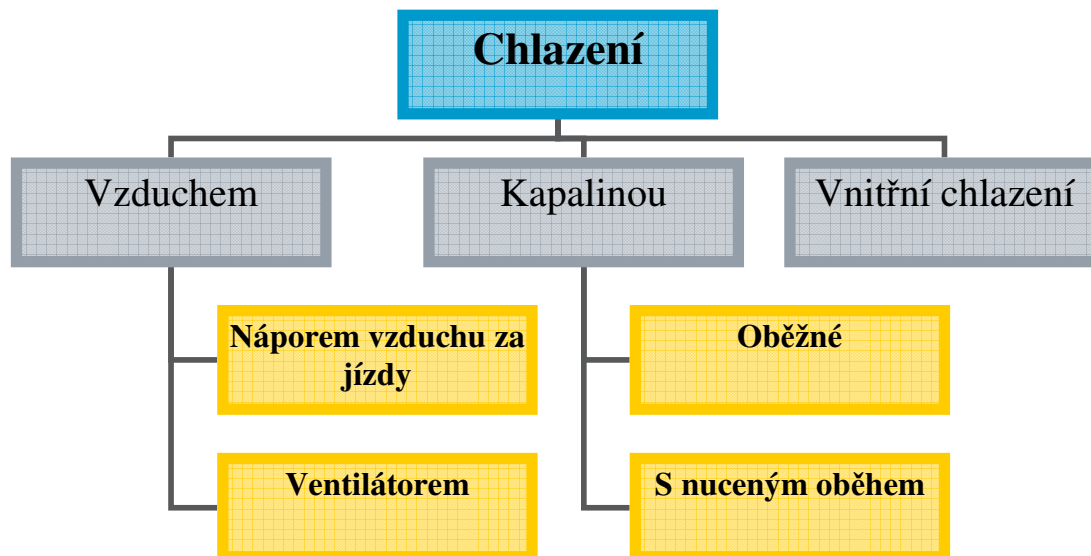 Chlazení
Vzduchem
Kapalinou
Vnitřní chlazení
Náporem vzduchu za
jízdy
Oběžné
Ventilátorem
S nuceným oběhem